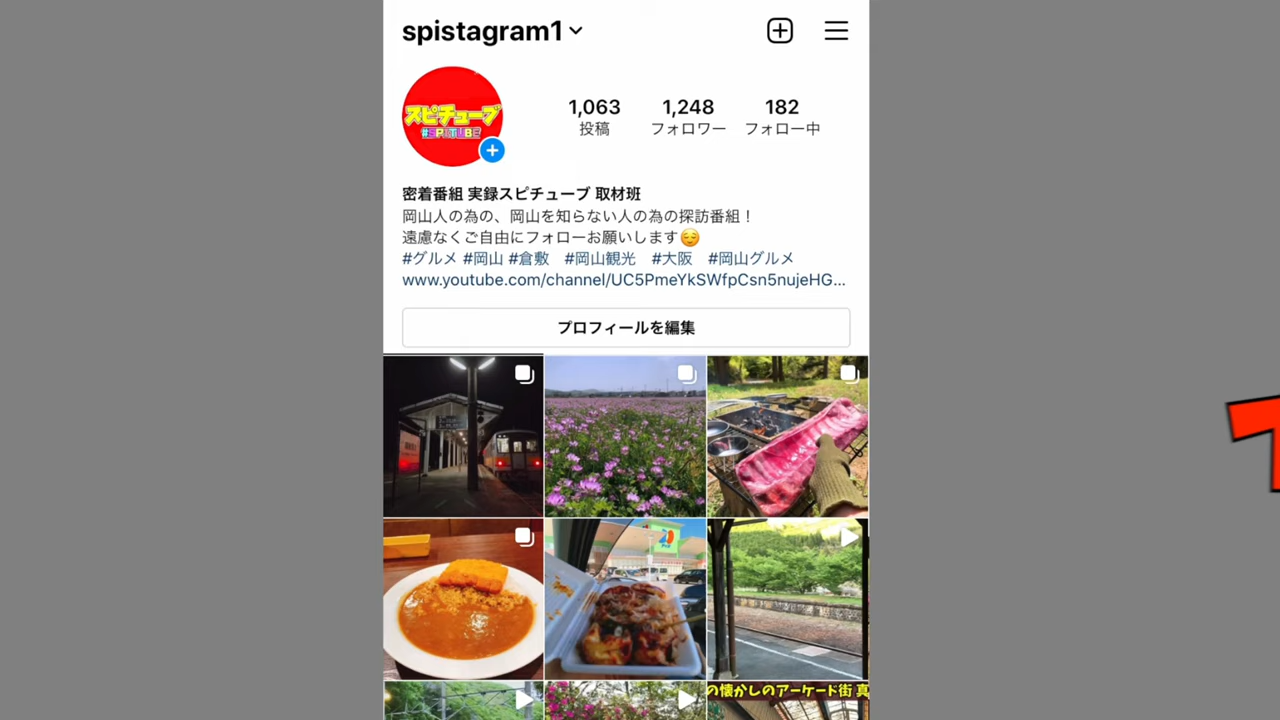 spistagram1
スピチューブ
#SPITUBE
1,063 1,248 182
投稿 フォロワー フォロー中
密着番組 実録スピチューブ 取材班
岡山人の為の、岡山を知らない人の為の探訪番組！
遠慮なくご自由にフォローお願いします😌
#グルメ #岡山 #倉敷　#岡山観光　#大阪　#岡山グルメ
www.youtube.com/channel/UC5PmeYkSWfpCsn5nujeHG...
プロフィールを編集
の懐かしのアーケード街 真